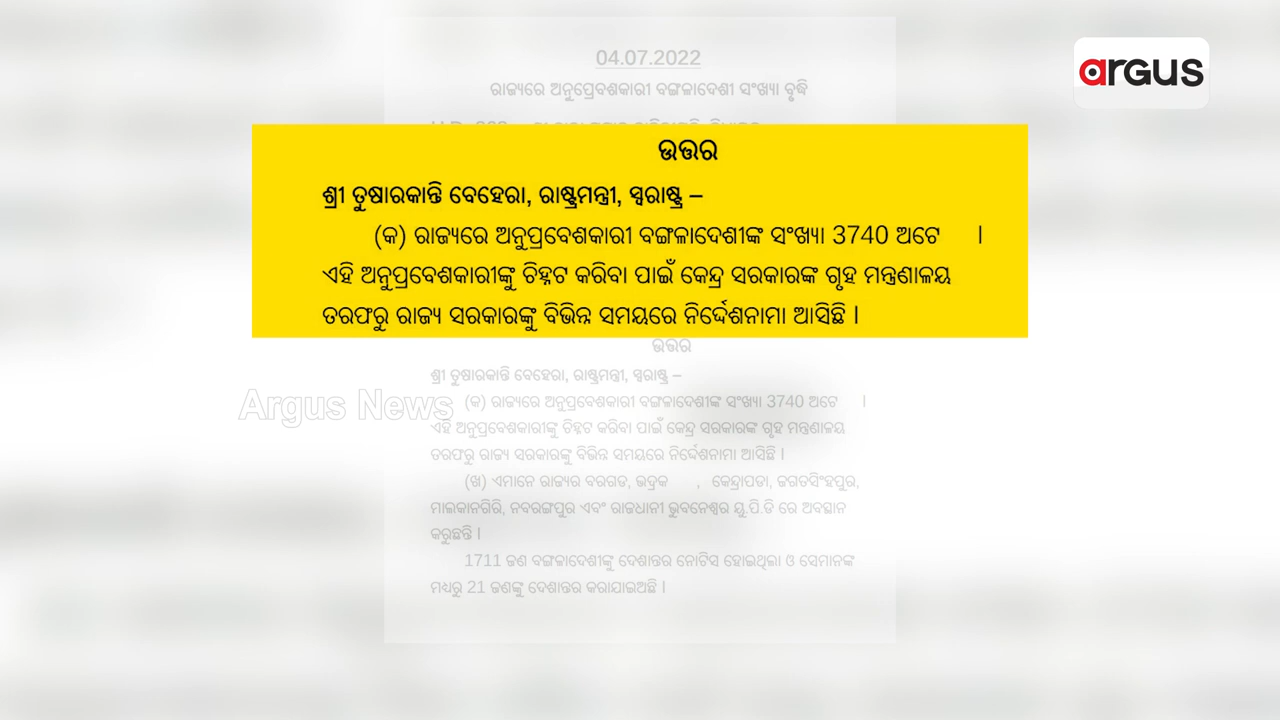 04.07.2022
ରାଜ୍ୟରେ ଅନୁପ୍ରେବଶକାରୀ ବଙ୍ଗଳାଦେଶୀ ସଂଖ୍ୟା ବୃଦ୍ଧି
argus
ଉତ୍ତର
ଶ୍ରୀ ତୁଷାରକାନ୍ତି ବେହେରା, ରାଷ୍ଟ୍ରମନ୍ତ୍ରୀ, ସ୍ୱରାଷ୍ଟ୍ର –
(କ) ରାଜ୍ୟରେ ଅନୁପ୍ରବେଶକାରୀ ବଙ୍ଗଳାଦେଶୀଙ୍କ ସଂଖ୍ୟା 3740 ଅଟେ ।
ଏହି ଅନୁପ୍ରବେଶକାରୀଙ୍କୁ ଚିହ୍ନଟ କରିବା ପାଇଁ କେନ୍ଦ୍ର ସରକାରଙ୍କ ଗୃହ ମନ୍ତ୍ରଣାଳୟ
ତରଫରୁ ରାଜ୍ୟ ସରକାରଙ୍କୁ ବିଭିନ୍ନ ସମୟରେ ନିର୍ଦ୍ଦେଶନାମା ଆସିଛି ।
ଉତ୍ତର
ଶ୍ରୀ ତୁଷାରକାନ୍ତି ବେହେରା, ରାଷ୍ଟ୍ରମନ୍ତ୍ରୀ, ସ୍ୱରାଷ୍ଟ୍ର –
Argus News
(କ) ରାଜ୍ୟରେ ଅନୁପ୍ରବେଶକାରୀ ବଙ୍ଗଳାଦେଶୀଙ୍କ ସଂଖ୍ୟା 3740 ଅଟେ ।
ଏହି ଅନୁପ୍ରବେଶକାରୀଙ୍କୁ ଚିହ୍ନଟ କରିବା ପାଇଁ କେନ୍ଦ୍ର ସରକାରଙ୍କ ଗୃହ ମନ୍ତ୍ରଣାଳୟ
ତରଫରୁ ରାଜ୍ୟ ସରକାରଙ୍କୁ ବିଭିନ୍ନ ସମୟରେ ନିର୍ଦ୍ଦେଶନାମା ଆସିଛି ।
(ଖ) ଏମାନେ ରାଜ୍ୟର ବରଗଡ, ଭଦ୍ରକ , କେନ୍ଦ୍ରାପଡା, ଜଗତସିଂହପୁର,
ମାଲକାନଗିରି, ନବରଙ୍ଗପୁର ଏବଂ ରାଜଧାନୀ ଭୁବନେଶ୍ୱର ୟୁ.ପି.ଡି ରେ ଅବସ୍ଥାନ
କରୁଛନ୍ତି ।
1711 ଜଣ ବଙ୍ଗଳାଦେଶୀଙ୍କୁ ଦେଶାନ୍ତର ନୋଟିସ ହୋଇଥିଲା ଓ ସେମାନଙ୍କ
ମଧ୍ୟରୁ 21 ଜଣଙ୍କୁ ଦେଶାନ୍ତର କରାଯାଇଅଛି ।